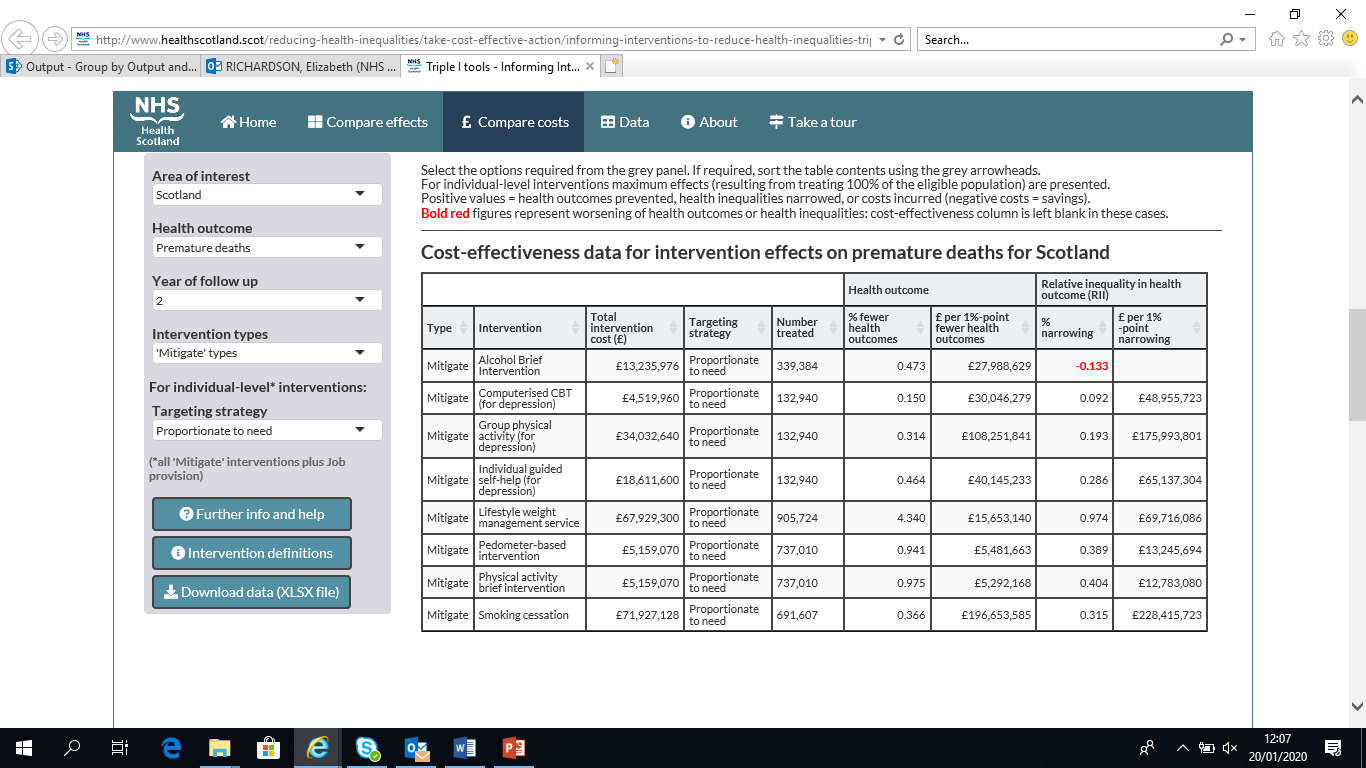 http://www.healthscotland.scot/reducing-health-inequalities/take-cost-effective-action/informing-interventions-to-reduce-health-inequalities-trij
Search...
Output - Group by Output and...
RICHARDSON, Elizabeth (NHS ...
NHS Health Scotland
Triple I tools - Informing Int...
NHS
Health
Scotland
Home
Compare effects
£ Compare costs
Data
About
Take a tour
Area of interest
Scotland
Health outcome
Premature deaths
Year of follow up
2
Intervention types
'Mitigate' types
For individual-level* interventions:
Targeting strategy
Proportionate to need
(*all 'Mitigate' interventions plus Job
provision)
Further info and help
Intervention definitions
Download data (XLSX file)
Select the options required from the grey panel. If required, sort the table contents using the grey arrowheads.
For individual-level interventions maximum effects (resulting from treating 100% of the eligible population) are presented.
Positive values = health outcomes prevented, health inequalities narrowed, or costs incurred (negative costs = savings).
Bold red figures represent worsening of health outcomes or health inequalities: cost-effectiveness column is left blank in these cases.
Cost-effectiveness data for intervention effects on premature deaths for Scotland
Health outcome
Relative inequality in health
outcome (RII)
Type
Intervention
Total
intervention
cost (£)
Targeting
strategy
Number
treated
% fewer
health
outcomes
£ per 1%-point
fewer health
outcomes
%
narrowing
£ per 1%
-point
narrowing
Mitigate
Alcohol Brief
Intervention
£13,235,976
Proportionate
to need
339,384
0.473
£27,988,629
-0.133
Mitigate
Computerised CBT
(for depression)
£4,519,960
Proportionate
to need
132,940
0.150
£30,046,279
0.092
£48,955,723
Mitigate
Group physical
activity (for
depression)
£34,032,640
Proportionate
to need
132,940
0.314
£108,251,841
0.193
£175,993,801
Mitigate
Individual guided
self-help (for
depression)
£18,611,600
Proportionate
to need
132,940
0.464
£40,145,233
0.286
£65,137,304
Mitigate
Lifestyle weight
management service
£67,929,300
Proportionate
to need
905,724
4.340
£15,653,140
0.974
£69,716,086
Mitigate
Pedometer-based
intervention
£5,159,070
Proportionate
to need
737,010
0.941
£5,481,663
0.389
£13,245,694
Mitigate
Physical activity
brief intervention
£5,159,070
Proportionate
to need
737,010
0.975
£5,292,168
0.404
£12,783,080
Mitigate
Smoking cessation
£71,927,128
Proportionate
to need
691,607
0.366
£196,653,585
0.315
£228,415,723
12:07
20/01/2020